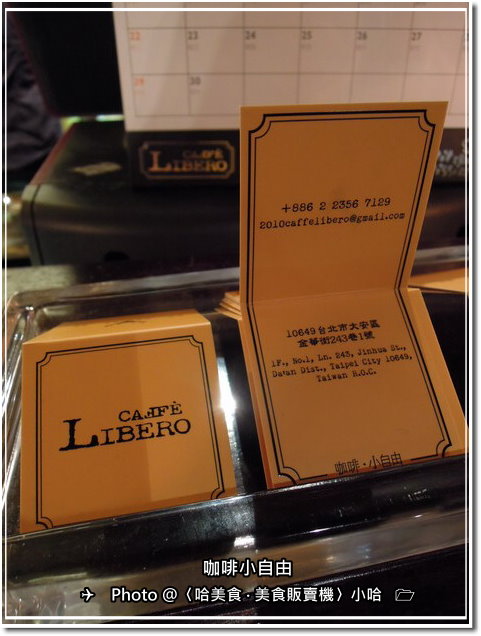 22 23 24 25 26 27 28
29 30
CAFFÈ
LIBERO
+886 2 2356 7129
2010caffelibero@gmail.com
10649台北市大安區
金華街243巷1號
1F., No.1, Ln. 243, Jinhua St.,
Da'an Dist., Taipei City 10649,
Taiwan R.O.C.
咖啡·小自由
CAFFÈ
LIBERO
咖啡小自由
Photo @〈哈美食·美食販賣機〉小哈